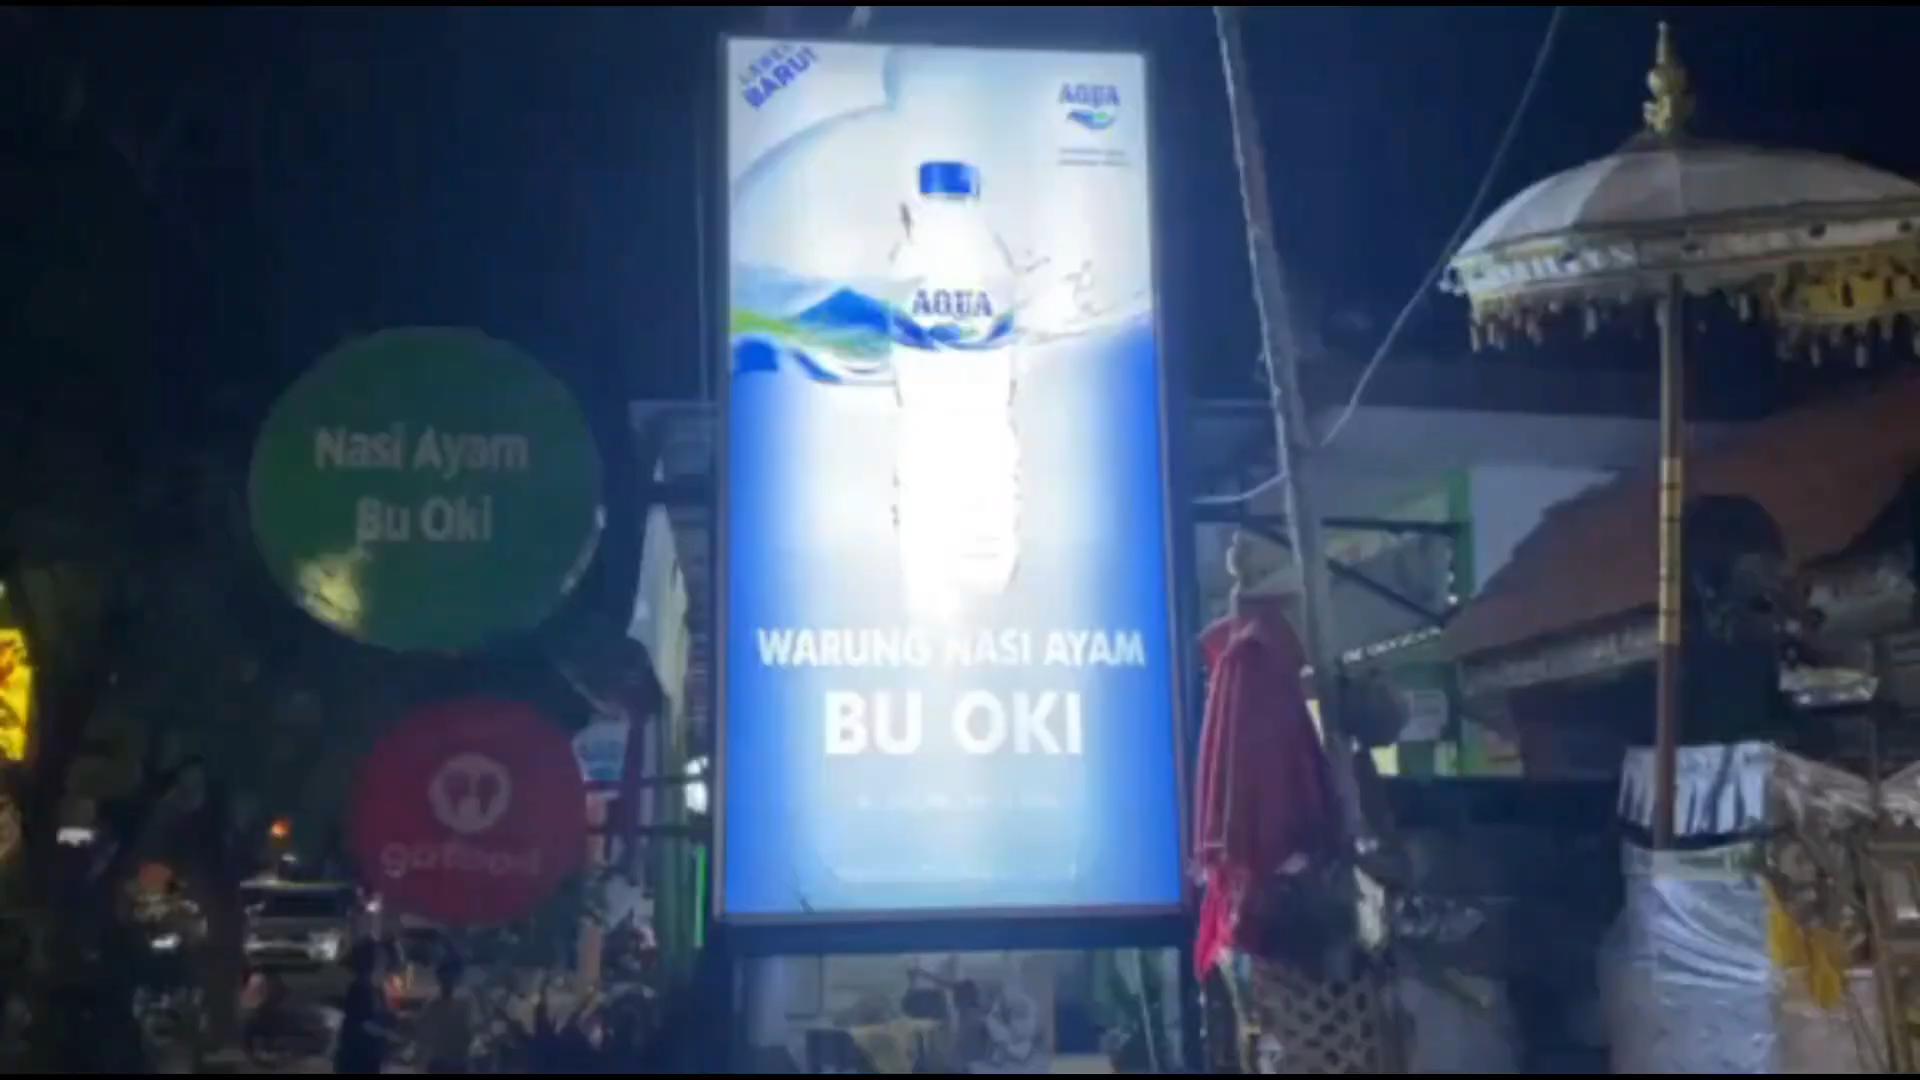 LABEL
BARU!
AQUA
AQUA
Nasi Ayam
Bu Oki
WARUNG NASI AYAM
BU OKI
gofood